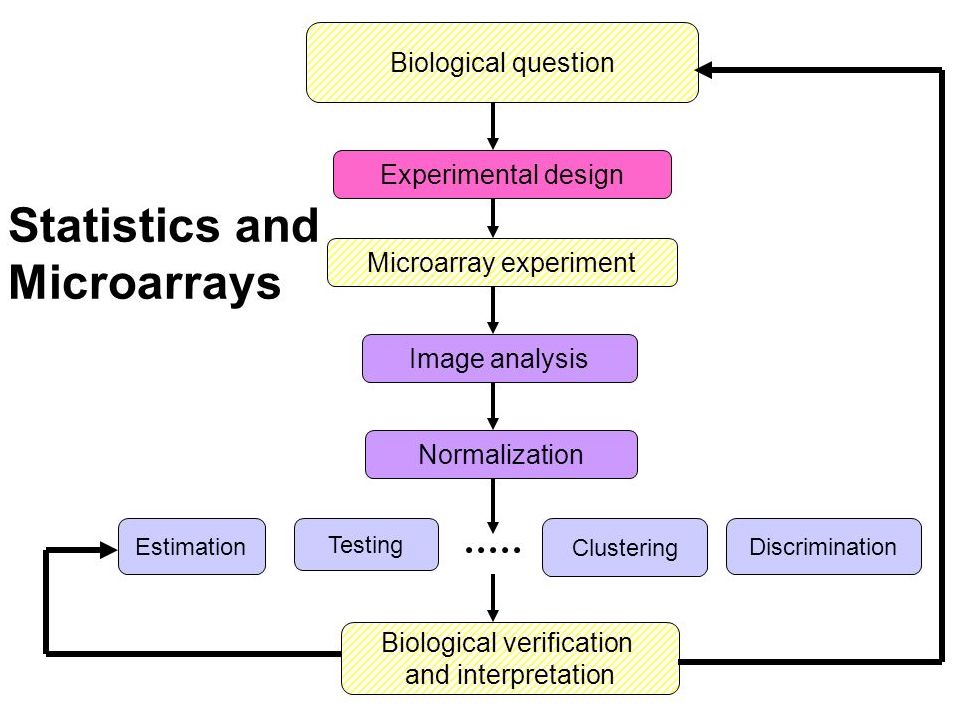 Biological question
Experimental design
Statistics and
Microarrays
Microarray experiment
Image analysis
Normalization
Estimation
Testing
.....
Clustering
Discrimination
Biological verification
and interpretation